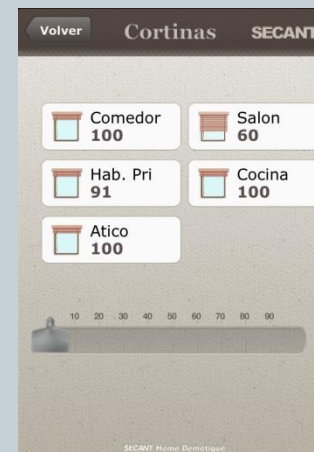 Volver
Cortinas
SECANT
Comedor
100
Salon
60
Hab. Pri
91
Cocina
100
Atico
100
10 20 30 40 50 60 70 80 90
SECANT Home Domotique